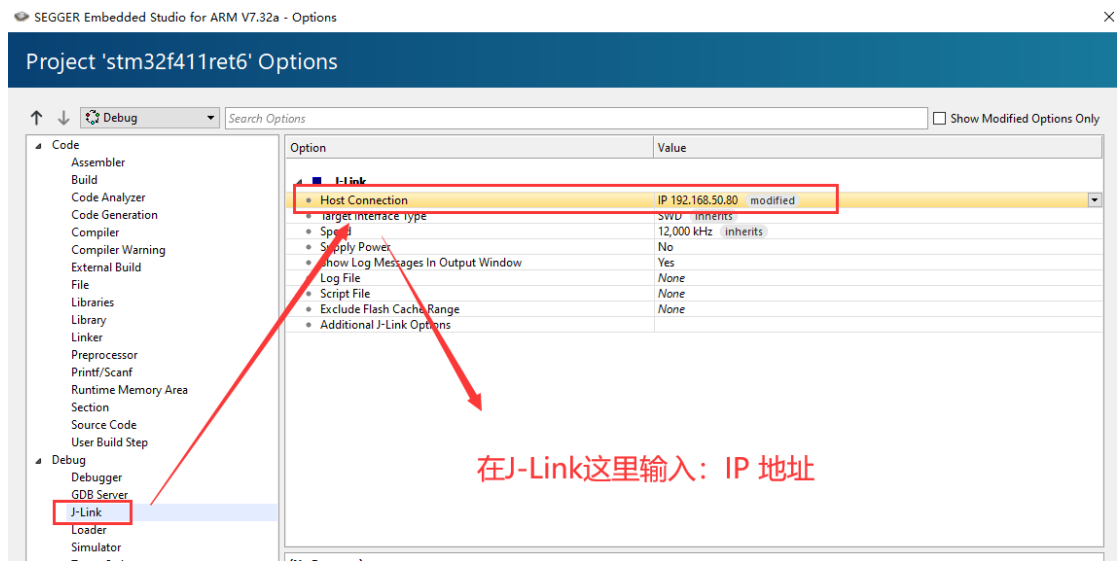 SEGGER Embedded Studio for ARM V7.32a - Options
Project 'stm32f411ret6' Options
Debug Search Options Show Modified Options Only
Code
Assembler
Build
Code Analyzer
Code Generation
Compiler
Compiler Warning
External Build
File
Libraries
Library
Linker
Preprocessor
Printf/Scanf
Runtime Memory Area
Section
Source Code
User Build Step
Debug
Debugger
GDB Server
J-Link
Loader
Simulator
Option Value
J-Link
Host Connection IP 192.168.50.80 modified
Target Interface Type SWD inherits
Speed 12,000 kHz inherits
Supply Power No
Show Log Messages In Output Window Yes
Log File None
Script File None
Exclude Flash Cache Range None
Additional J-Link Options
在J-Link这里输入：IP 地址